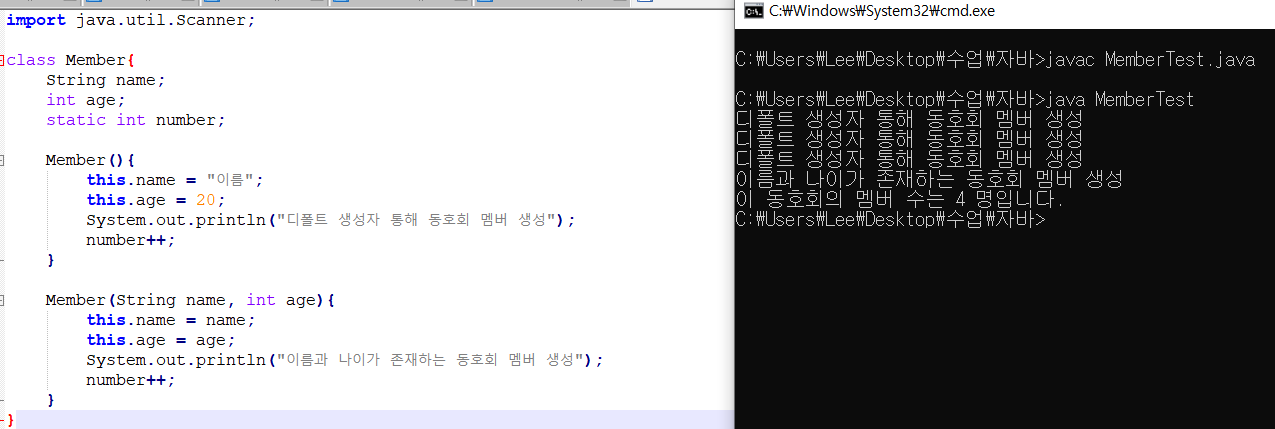 import java.util.Scanner;
class Member{
String name;
int age;
static int number;
Member(){
this.name = "이름";
this.age = 20;
System.out.println("디폴트 생성자 통해 동호회 멤버 생성");
number++;
}
Member(String name, int age){
this.name = name;
this.age = age;
System.out.println("이름과 나이가 존재하는 동호회 멤버 생성");
number++;
}
}
C:₩Windows₩System32₩cmd.exe
C:₩Users₩Lee₩Desktop₩수업₩자바>javac MemberTest.java
C:₩Users₩Lee₩Desktop₩수업₩자바>java MemberTest
디폴트 생성자 통해 동호회 멤버 생성
디폴트 생성자 통해 동호회 멤버 생성
디폴트 생성자 통해 동호회 멤버 생성
이름과 나이가 존재하는 동호회 멤버 생성
이 동호회의 멤버 수는 4 명입니다.
C:₩Users₩Lee₩Desktop₩수업₩자바>